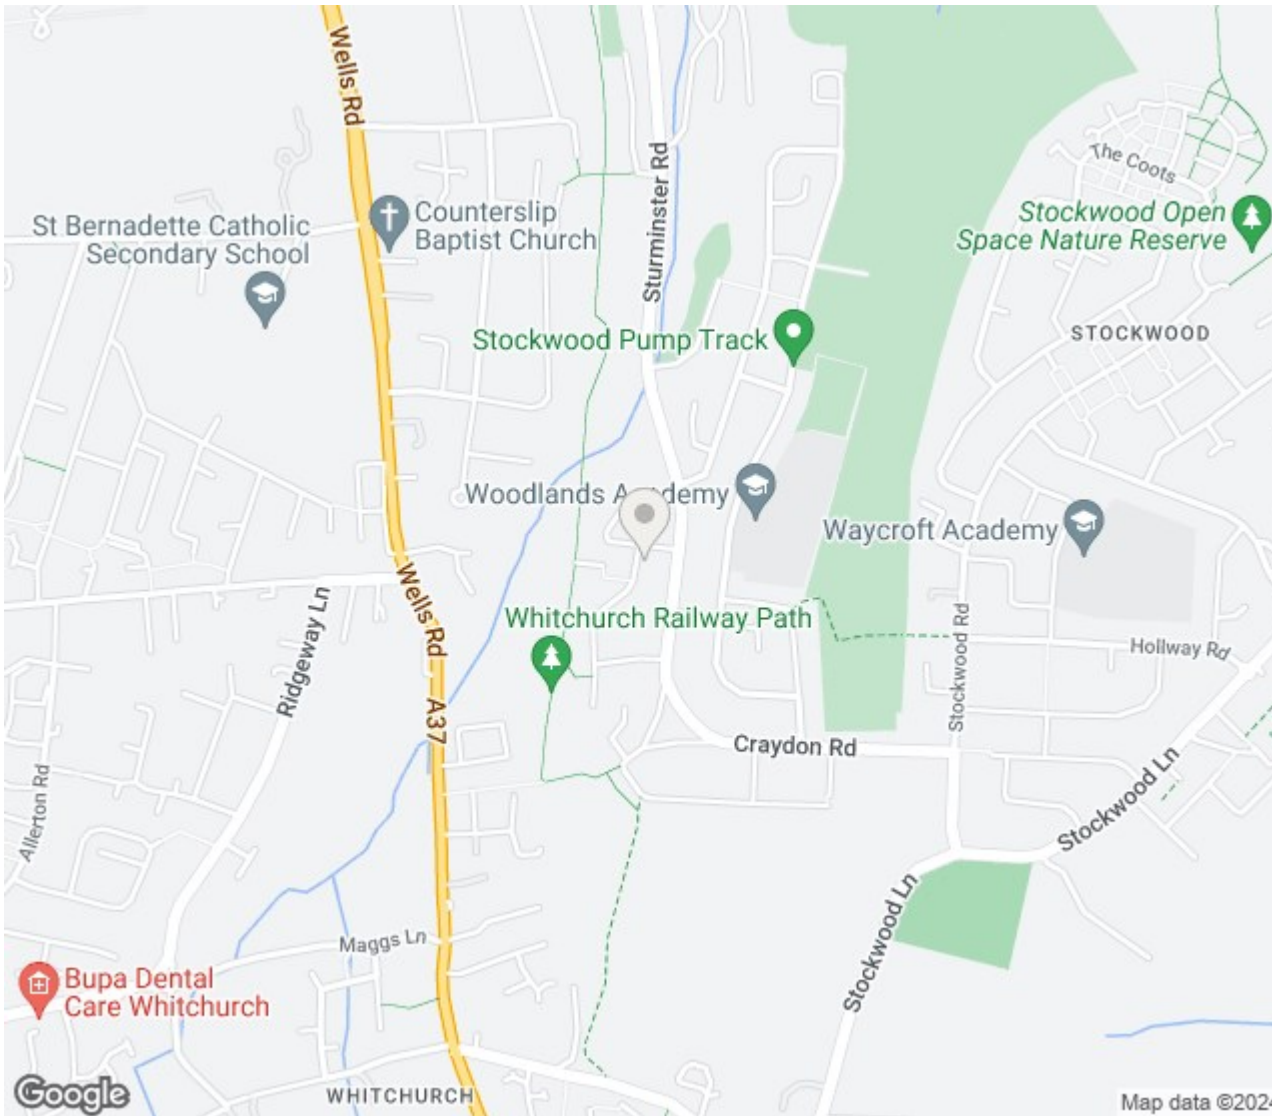 Wells Rd
The Coots
St Bernadette Catholic
Secondary School
Counterslip
Baptist Church
Sturminster Rd
Stockwood Open
Space Nature Reserve
Stockwood Pump Track
STOCKWOOD
Woodlands Academy
Waycroft Academy
Wells Rd
Ridgeway Ln
Whitchurch Railway Path
Stockwood Rd
Hollway Rd
A37
Craydon Rd
Allerton Rd
Stockwood Ln
Stockwood Ln
Maggs Ln
Bupa Dental
Care Whitchurch
WHITCHURCH
Google
Map data ©2024